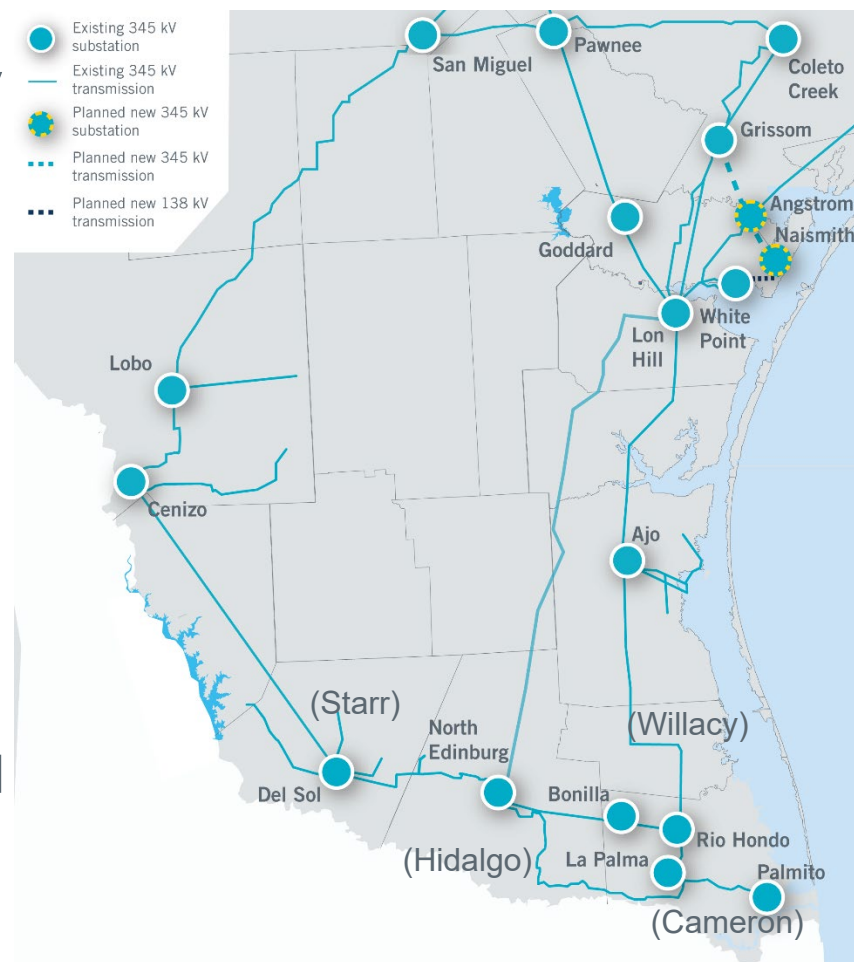 Existing 345 kV
substation
Existing 345 kV
transmission
Planned new 345 kV
substation
Planned new 345 kV
transmission
Planned new 138 kV
transmission
San Miguel
Pawnee
Coleto
Creek
Grissom
Angstrom
Naismith
Goddard
White
Point
Lon
Hill
Lobo
Cenizo
Ajo
(Starr)
(Willacy)
North
Edinburg
Del Sol
Bonilla
Rio Hondo
(Hidalgo)
La Palma
Palmito
(Cameron)